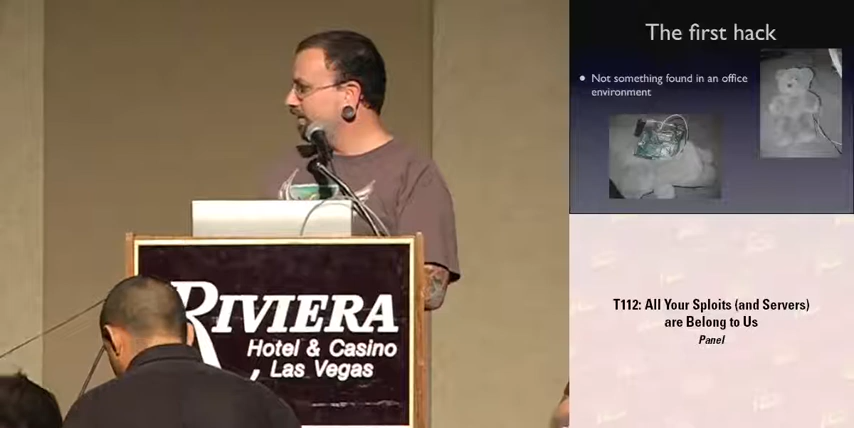 The first hack
Not something found in an office
environment
T112: All Your Sploits (and Servers)
are Belong to Us
Panel
RIVIERA
Hotel & Casino
Las Vegas